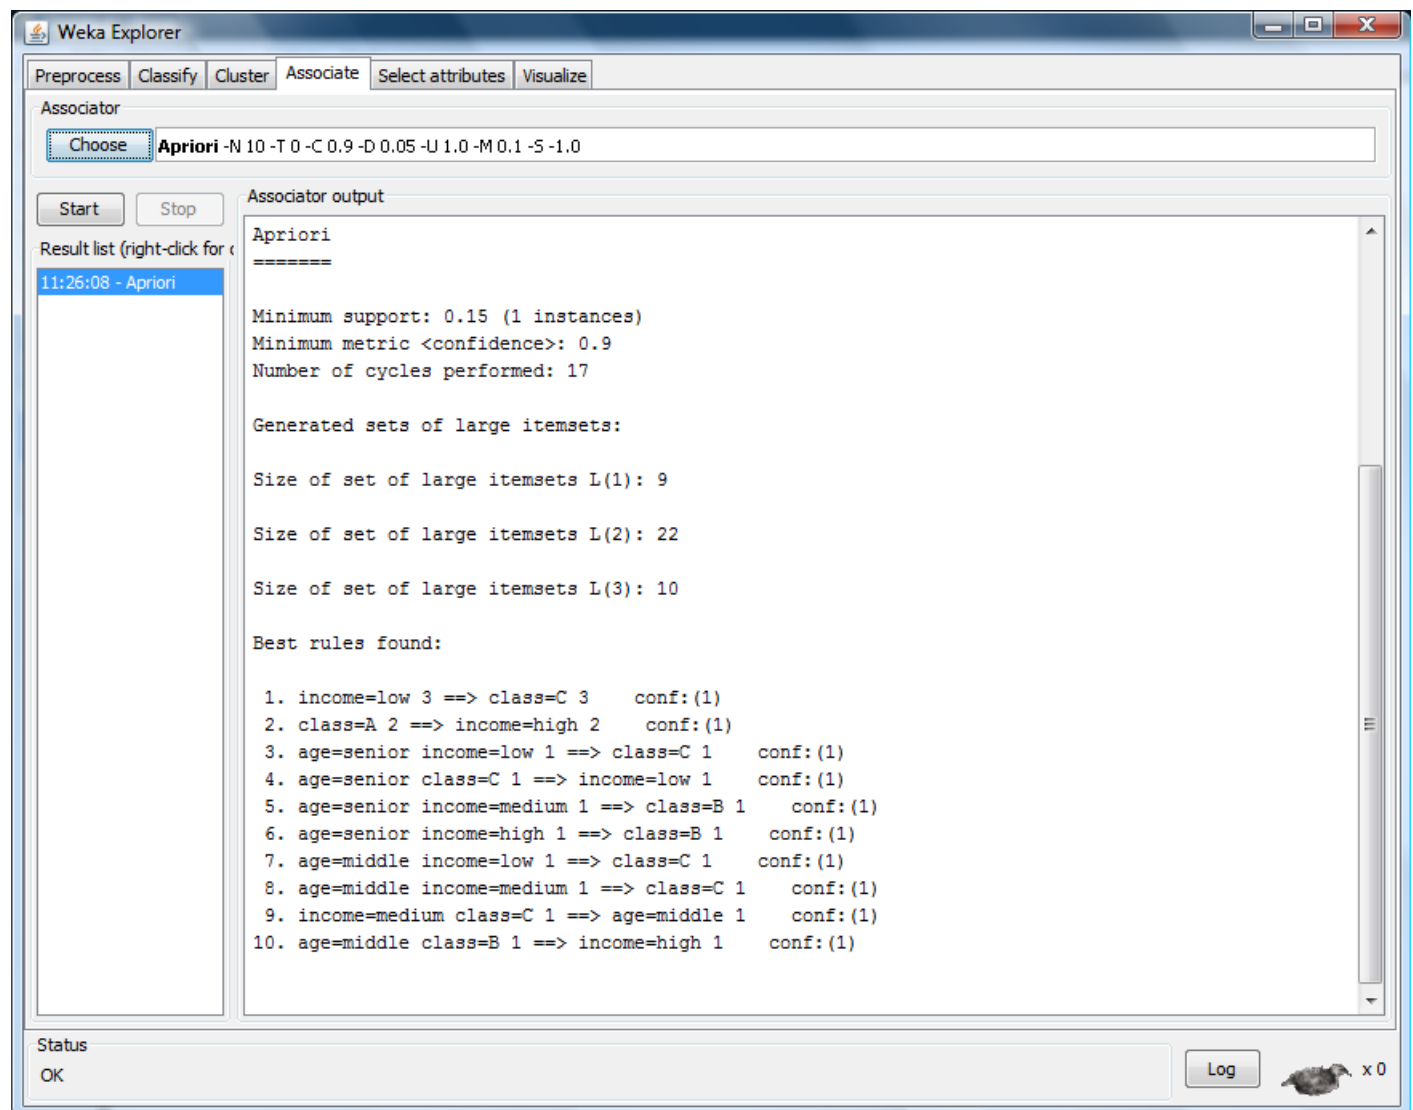 Weka Explorer
Preprocess Classify Cluster Associate Select attributes Visualize
Associator
Choose Apriori -N 10 -T 0 -C 0.9 -D 0.05 -U 1.0 -M 0.1 -S -1.0
Start Stop
Result list (right-click for
11:26:08 - Apriori
Associator output
Apriori
=======
Minimum support: 0.15 (1 instances)
Minimum metric <confidence>: 0.9
Number of cycles performed: 17
Generated sets of large itemsets:
Size of set of large itemsets L(1): 9
Size of set of large itemsets L(2): 22
Size of set of large itemsets L(3): 10
Best rules found:
1. income=low 3 ==> class=C 3 conf:(1)
2. class=A 2 ==> income=high 2 conf:(1)
3. age=senior income=low 1 ==> class=C 1 conf:(1)
4. age=senior class=C 1 ==> income=low 1 conf:(1)
5. age=senior income=medium 1 ==> class=B 1 conf:(1)
6. age=senior income=high 1 ==> class=B 1 conf:(1)
7. age=middle income=low 1 ==> class=C 1 conf:(1)
8. age=middle income=medium 1 ==> class=C 1 conf:(1)
9. income=medium class=C 1 ==> age=middle 1 conf:(1)
10. age=middle class=B 1 ==> income=high 1 conf:(1)
Status
OK
Log
x 0